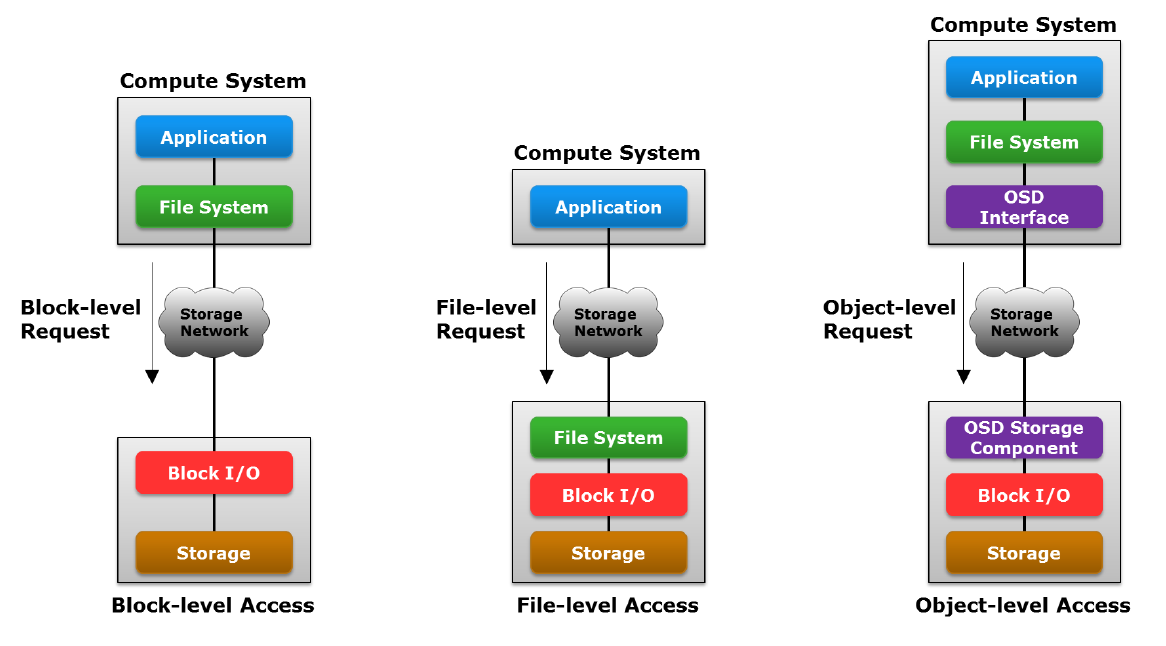 Compute System
Application
File System
Block-level
Request
Storage
Network
Block I/O
Storage
Block-level Access
Compute System
Application
File-level
Request
Storage
Network
File System
Block I/O
Storage
File-level Access
Compute System
Application
File System
OSD
Interface
Object-level
Request
Storage
Network
OSD Storage
Component
Block I/O
Storage
Object-level Access